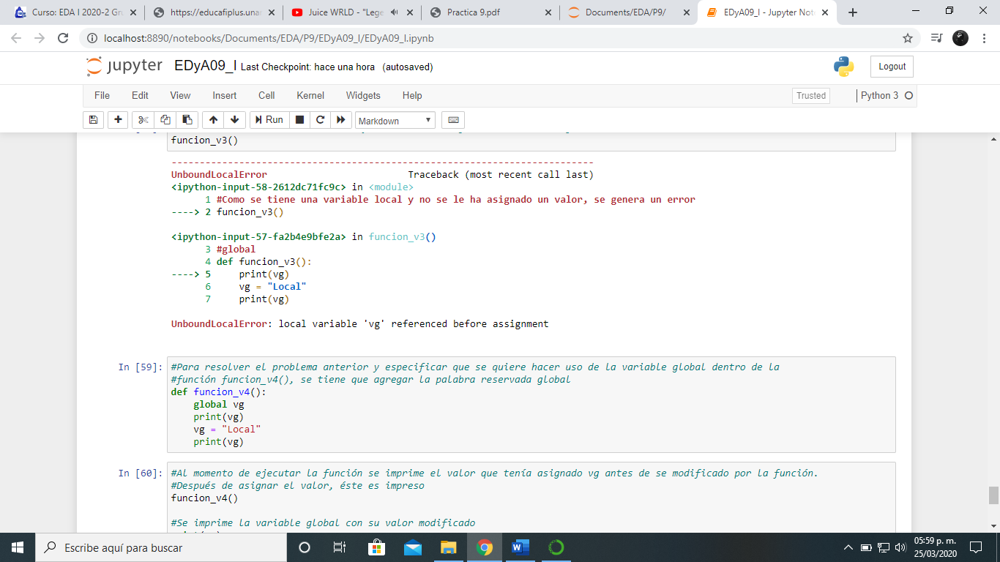 Curso: EDA I 2020-2 Gru
https://educafiplus.unam
Juice WRLD - "Lege
Practica 9.pdf
Documents/EDA/P9/
EDyA09_I - Jupyter Note
localhost:8890/notebooks/Documents/EDA/P9/EDyA09_I/EDyA09_I.ipynb
jupyter EDyA09_I Last Checkpoint: hace una hora (autosaved)
Logout
File Edit View Insert Cell Kernel Widgets Help
Trusted
Python 3
Run
Markdown
funcion_v3()
---------------------------------------------------------------------------
UnboundLocalError Traceback (most recent call last)
<ipython-input-58-2612dc71fc9c> in <module>
1 #Como se tiene una variable local y no se le ha asignado un valor, se genera un error
----> 2 funcion_v3()
<ipython-input-57-fa2b4e9bfe2a> in funcion_v3()
3 #global
4 def funcion_v3():
----> 5 print(vg)
6 vg = "Local"
7 print(vg)
UnboundLocalError: local variable 'vg' referenced before assignment
In [59]:
#Para resolver el problema anterior y especificar que se quiere hacer uso de la variable global dentro de la
#función funcion_v4(), se tiene que agregar la palabra reservada global
def funcion_v4():
global vg
print(vg)
vg = "Local"
print(vg)
In [60]:
#Al momento de ejecutar la función se imprime el valor que tenía asignado vg antes de se modificado por la función.
#Después de asignar el valor, éste es impreso
funcion_v4()
#Se imprime la variable global con su valor modificado
Escribe aquí para buscar
05:59 p. m.
25/03/2020